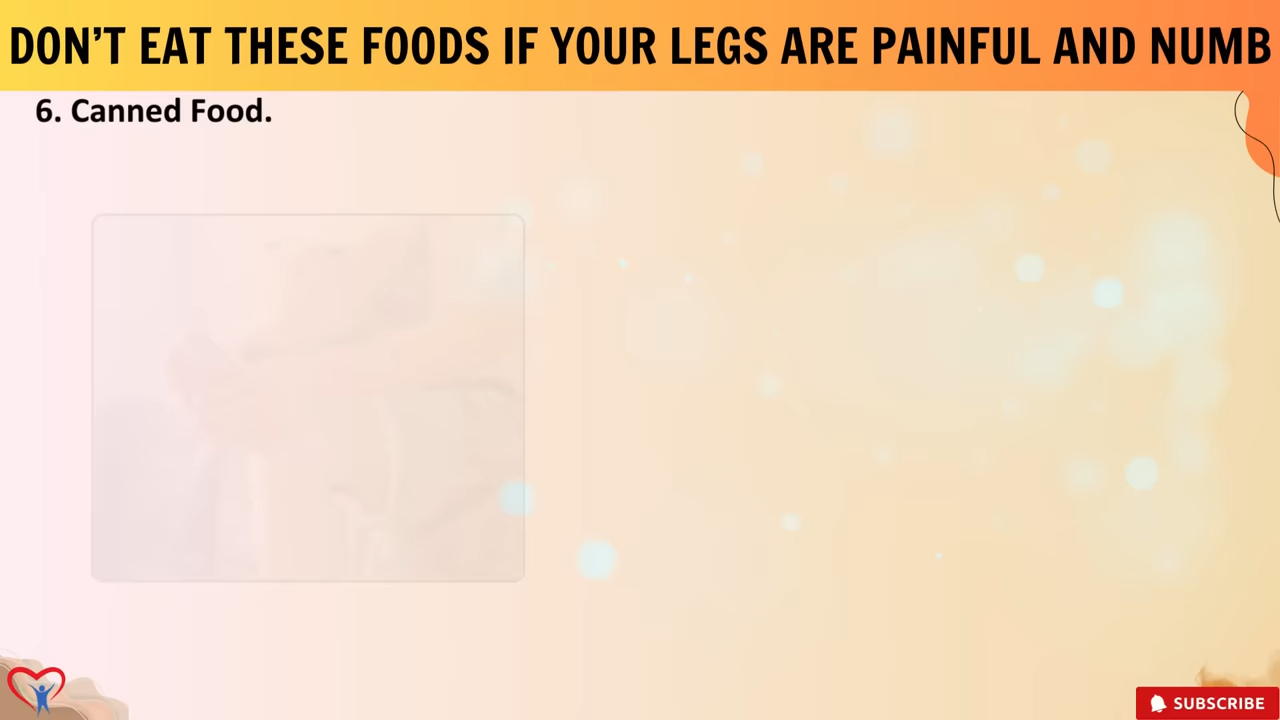 DON'T EAT THESE FOODS IF YOUR LEGS ARE PAINFUL AND NUMB
6. Canned Food.
SUBSCRIBE